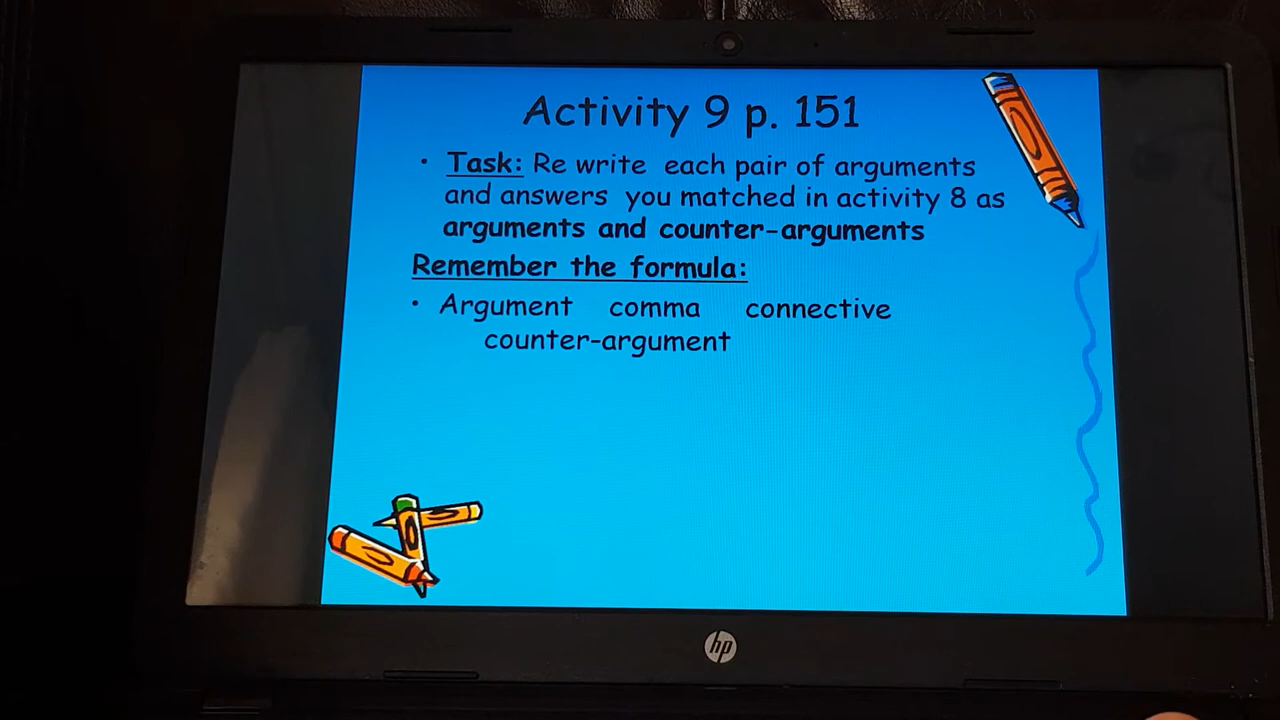 Activity 9 p. 151
• Task: Re write each pair of arguments
and answers you matched in activity 8 as
arguments and counter-arguments
Remember the formula:
• Argument comma connective
counter-argument
hp